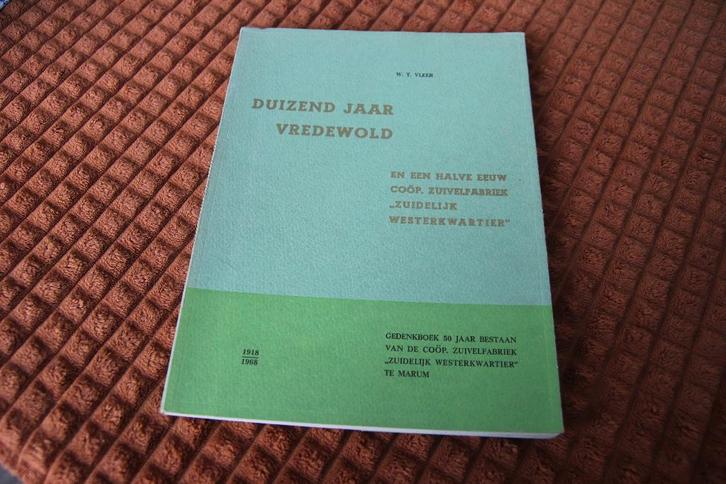 W. T. VLEER
DUIZEND JAAR
VREDEWOLD
EN EEN HALVE EEUW
COÖP. ZUIVELFABRIEK
„ZUIDELIJK
WESTERKWARTIER"
1918
1968
GEDENKBOEK 50 JAAR BESTAAN
VAN DE COÖP. ZUIVELFABRIEK
„ZUIDELIJK WESTERKWARTIER"
TE MARUM